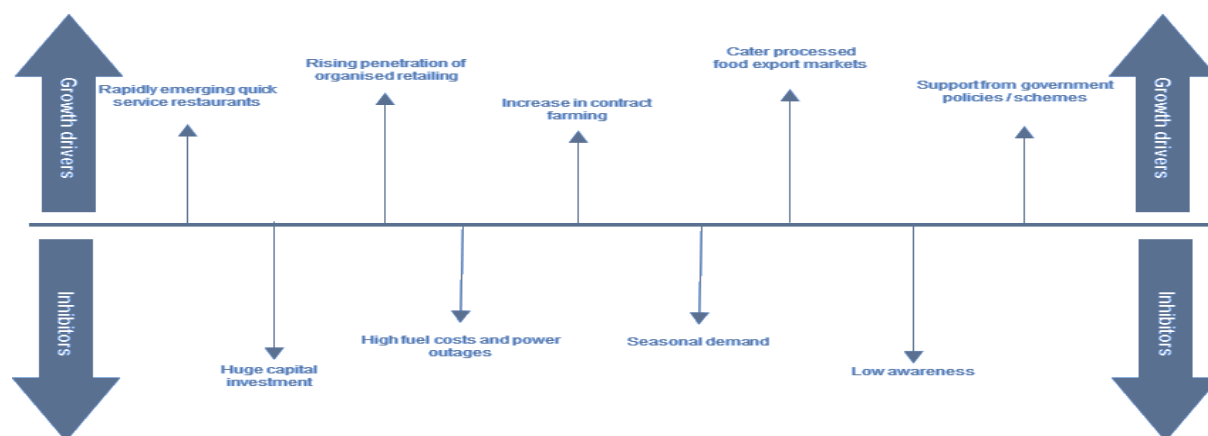 Growth drivers
Rapidly emerging quick
service restaurants
Rising penetration of
organised retailing
Increase in contract
farming
Cater processed
food export markets
Support from government
policies / schemes
Growth drivers
Inhibitors
Huge capital
investment
High fuel costs and power
outages
Seasonal demand
Low awareness
Inhibitors